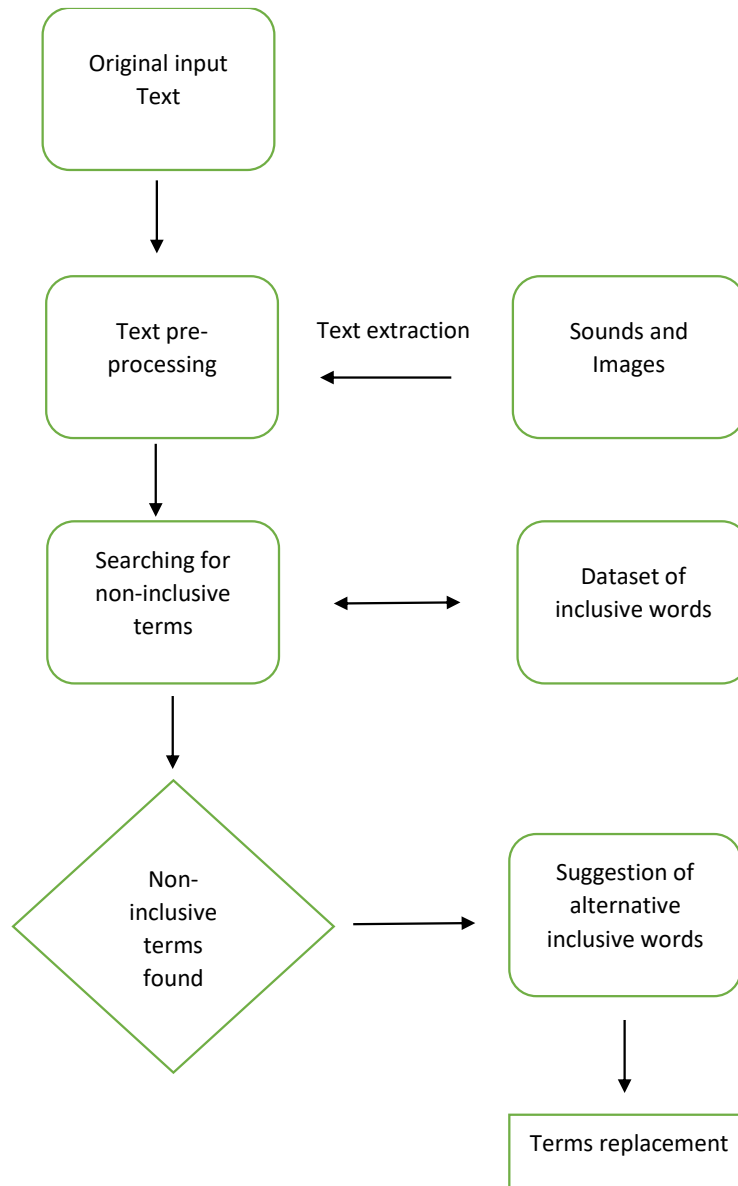 Original input
Text
Text pre-
processing
Text extraction
Sounds and
Images
Searching for
non-inclusive
terms
Dataset of
inclusive words
Non-
inclusive
terms
found
Suggestion of
alternative
inclusive words
Terms replacement